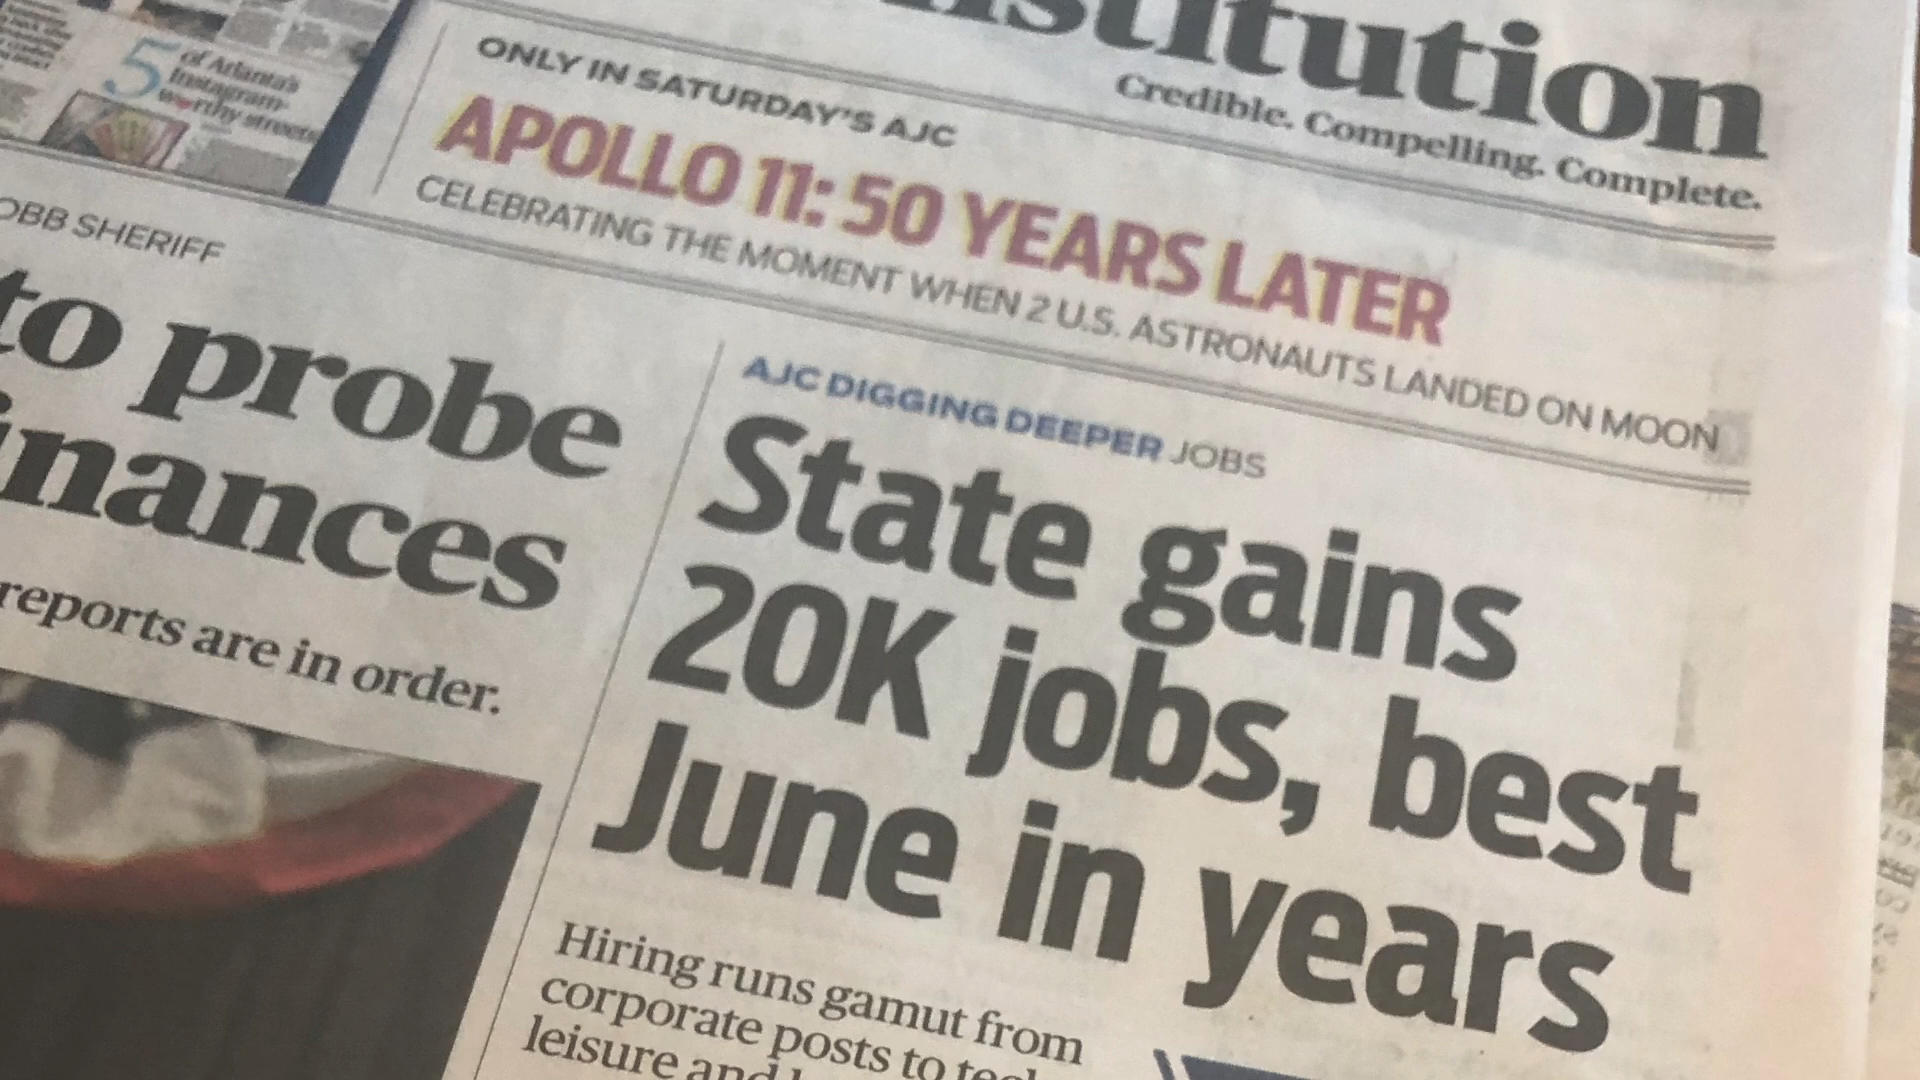 5
of Atlanta's
Instagram-
worthy streets
stitution
Credible. Compelling. Complete.
ONLY IN SATURDAY'S AJC
APOLLO 11: 50 YEARS LATER
CELEBRATING THE MOMENT WHEN 2 U.S. ASTRONAUTS LANDED ON MOON
OBB SHERIFF
to probe
inances
reports are in order.
AJC DIGGING DEEPER JOBS
State gains
20K jobs, best
June in years
Hiring runs gamut from
corporate posts to
leisure and